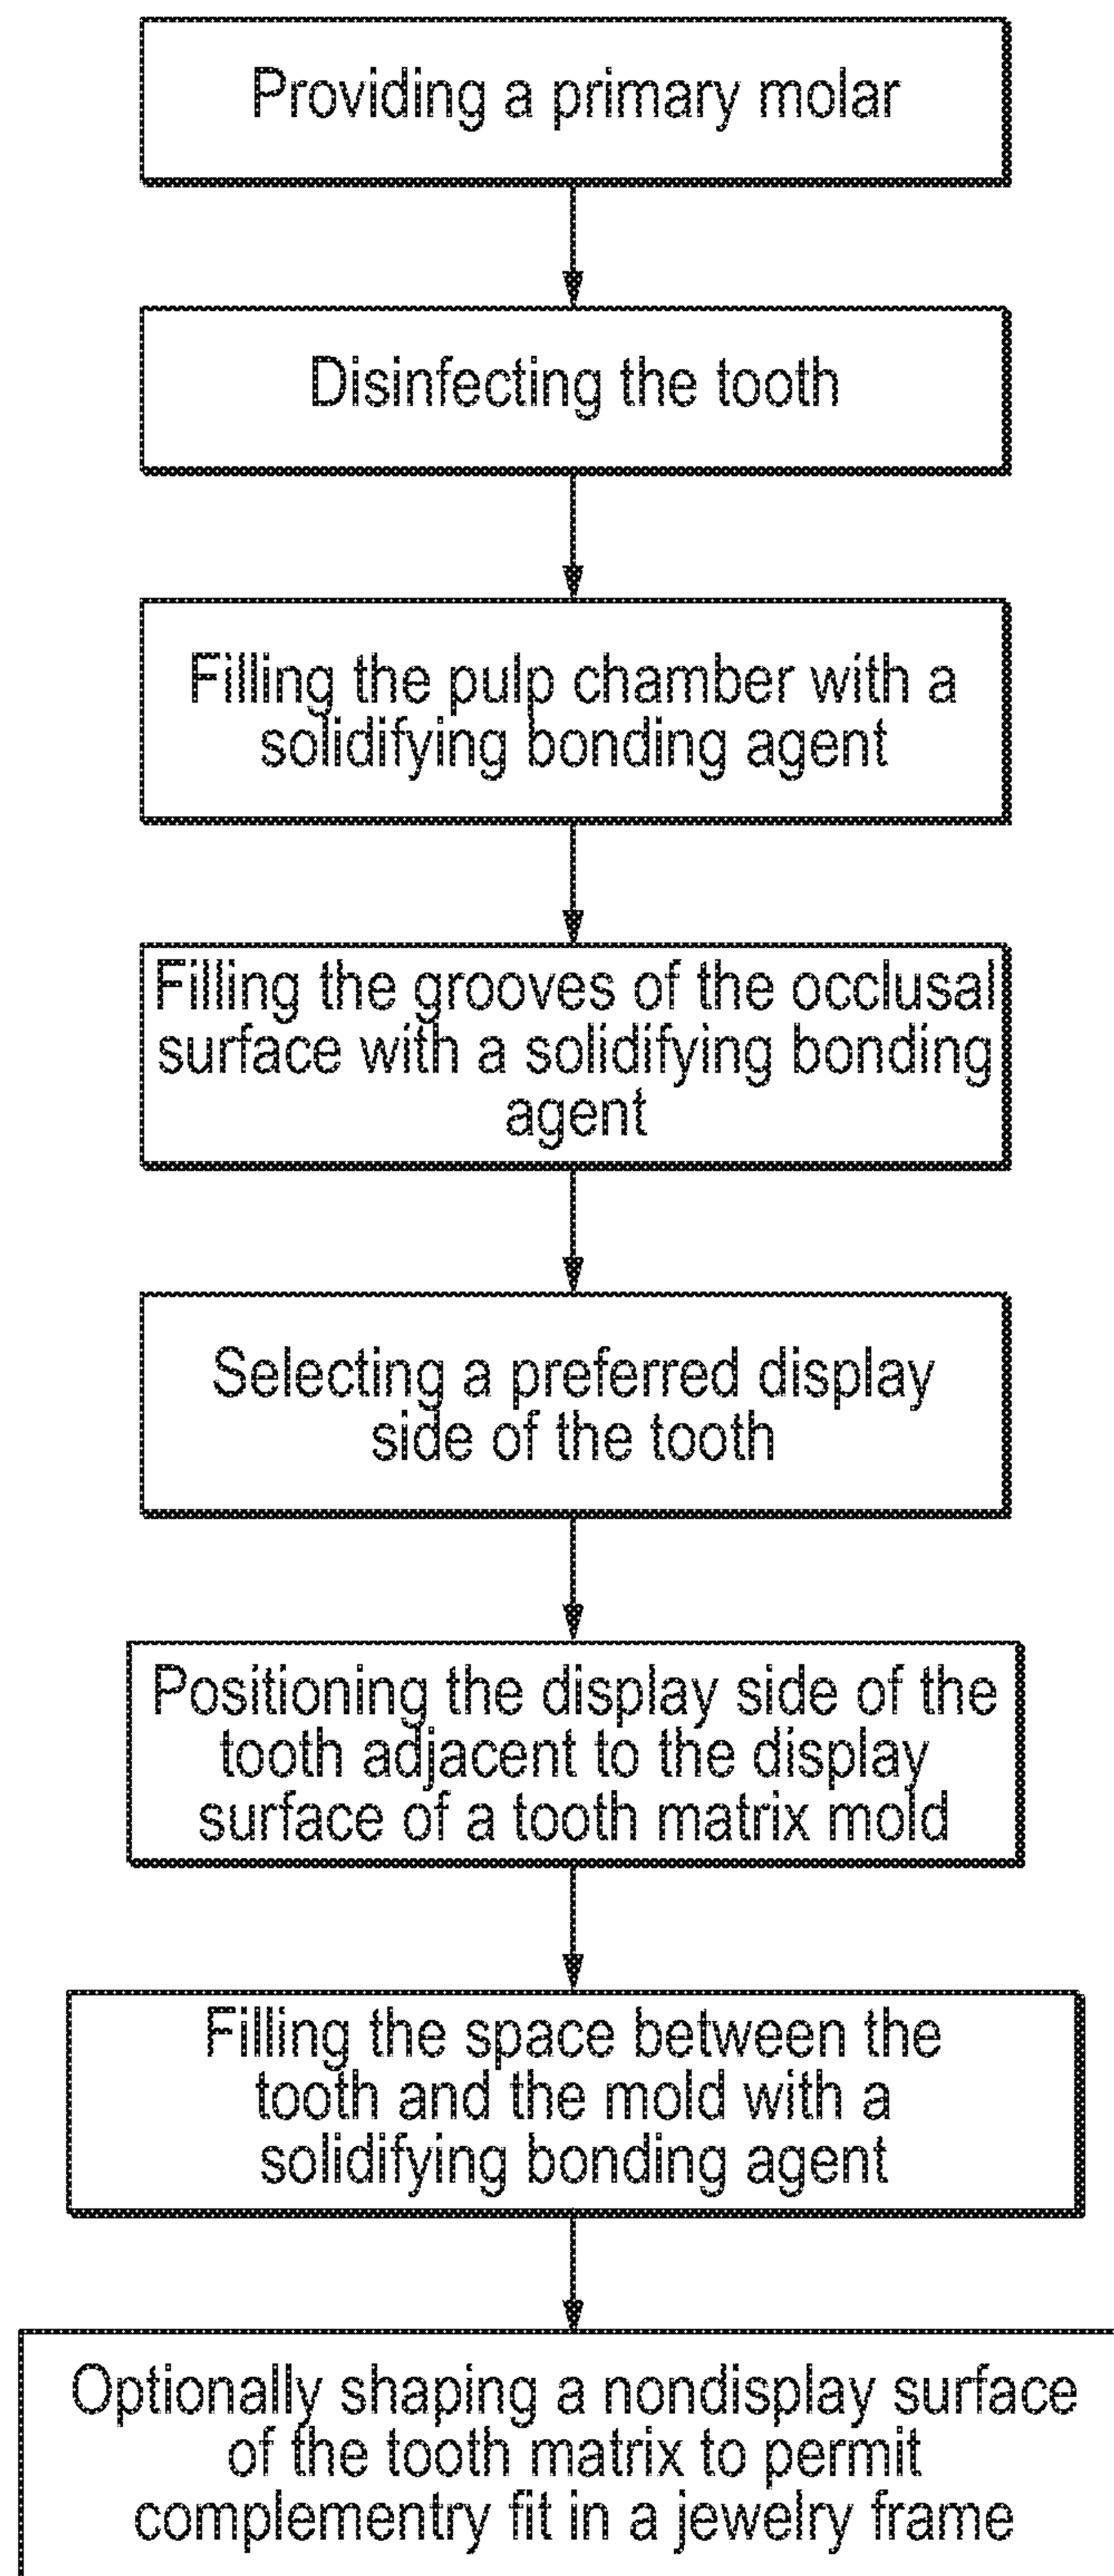 Providing a primary molar
Disinfecting the tooth
Filling the pulp chamber with a
solidifying bonding agent
Filling the grooves of the occlusal
surface with a solidifying bonding
agent
Selecting a preferred display
side of the tooth
Positioning the display side of the
tooth adjacent to the display
surface of a tooth matrix mold
Filling the space between the
tooth and the mold with a
solidifying bonding agent
Optionally shaping a nondisplay surface
of the tooth matrix to permit
complementry fit in a jewelry frame